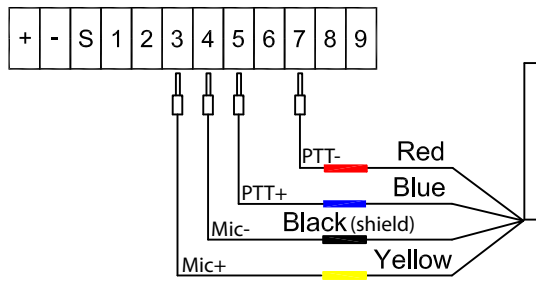 + - S 1 2 3 4 5 6 7 8 9
PTT- Red
PTT+ Blue
Mic- Black (shield)
Mic+ Yellow